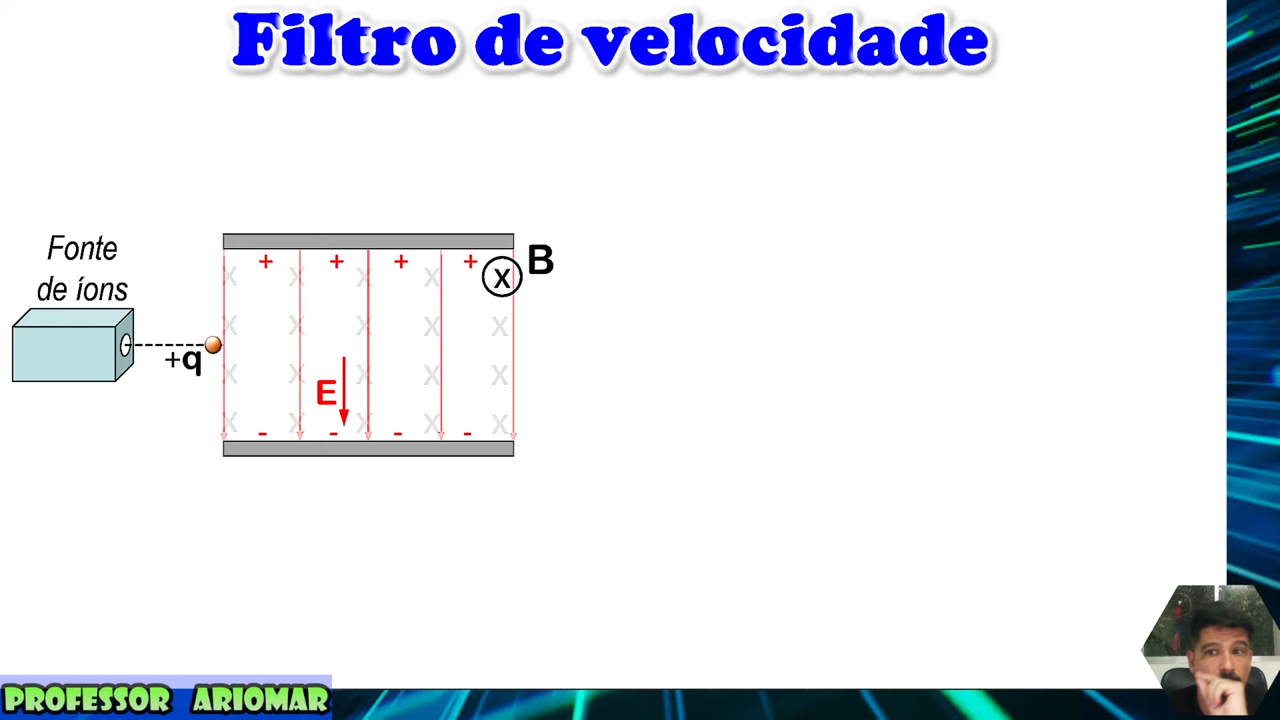 Filtro de velocidade
Fonte
de íons
+q
+ + + +
X X X X X B
X X X X X
X X X X X
E
X X X X X
- - - -
PROFESSOR ARIOMAR